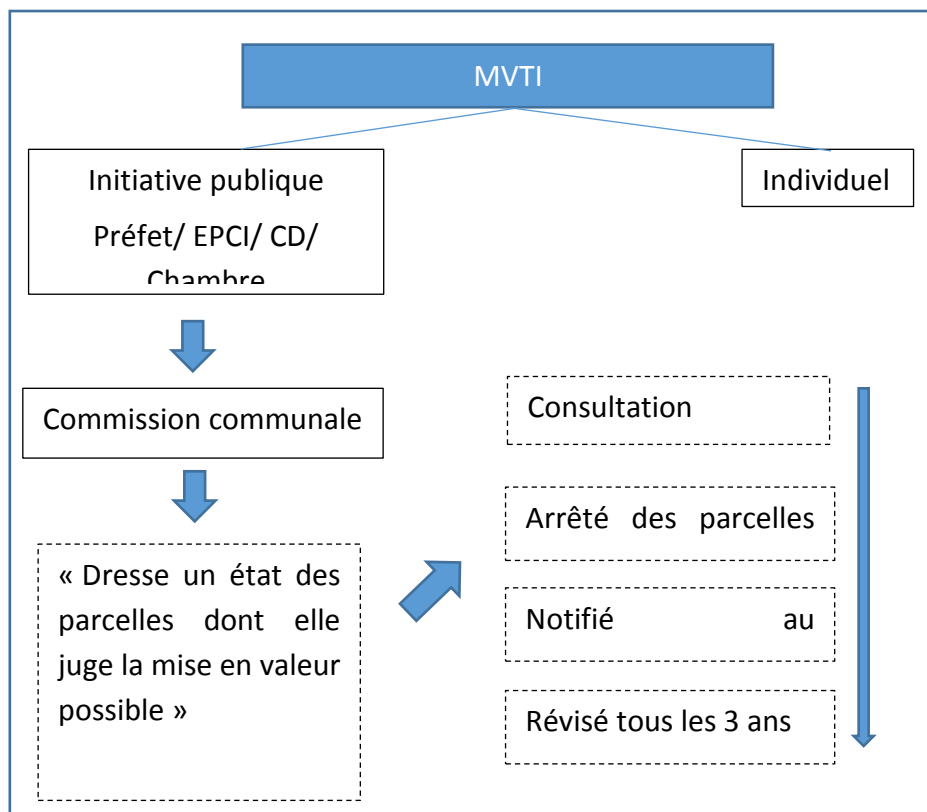 MVTI
Initiative publique
Préfet/ EPCI/ CD/
Chambre
Individuel
Commission communale
« Dresse un état des
parcelles dont elle
juge la mise en valeur
possible »
Consultation
Arrêté des parcelles
Notifié au
Révisé tous les 3 ans